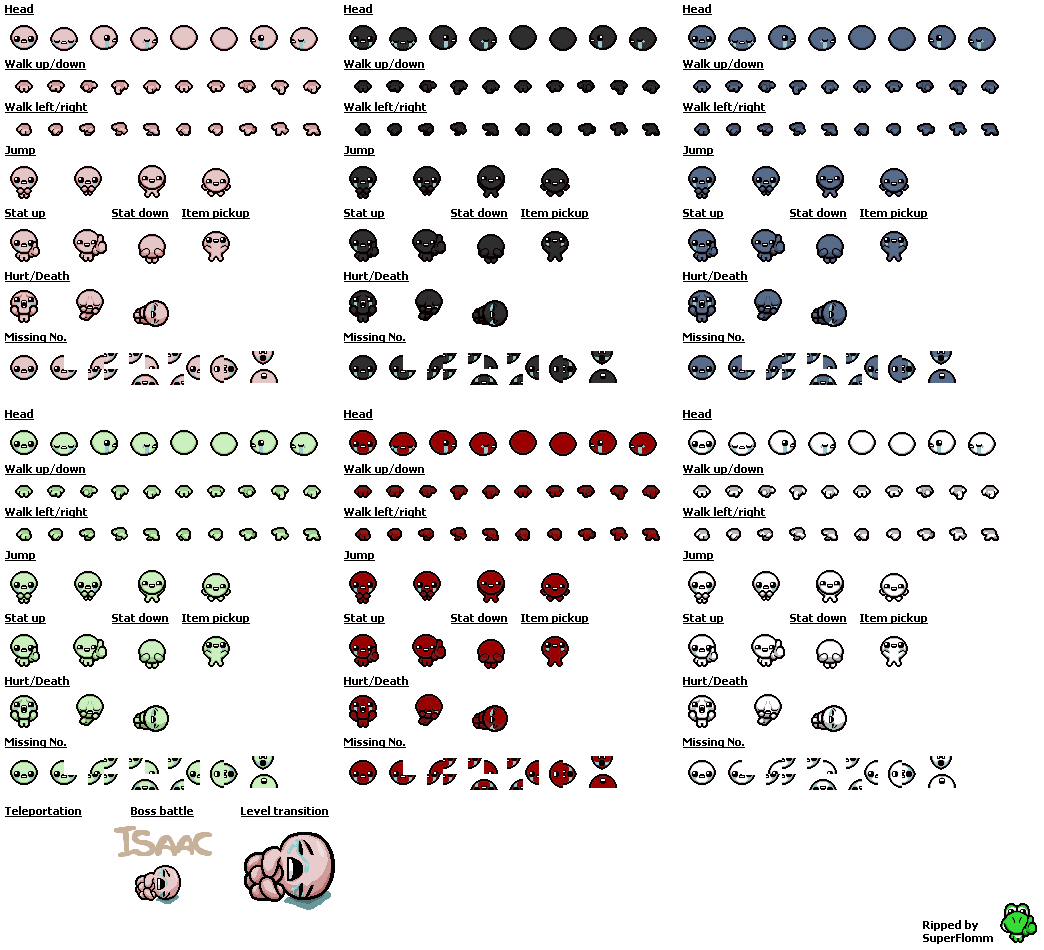 Head
Head
Head
Walk up/down
Walk up/down
Walk up/down
Walk left/right
Walk left/right
Walk left/right
Jump
Jump
Jump
Stat up Stat down Item pickup
Stat up Stat down Item pickup
Stat up Stat down Item pickup
Hurt/Death
Hurt/Death
Hurt/Death
Missing No.
Missing No.
Missing No.
Head
Head
Head
Walk up/down
Walk up/down
Walk up/down
Walk left/right
Walk left/right
Walk left/right
Jump
Jump
Jump
Stat up Stat down Item pickup
Stat up Stat down Item pickup
Stat up Stat down Item pickup
Hurt/Death
Hurt/Death
Hurt/Death
Missing No.
Missing No.
Missing No.
Teleportation Boss battle Level transition
ISAAC
Ripped by
SuperFlomm